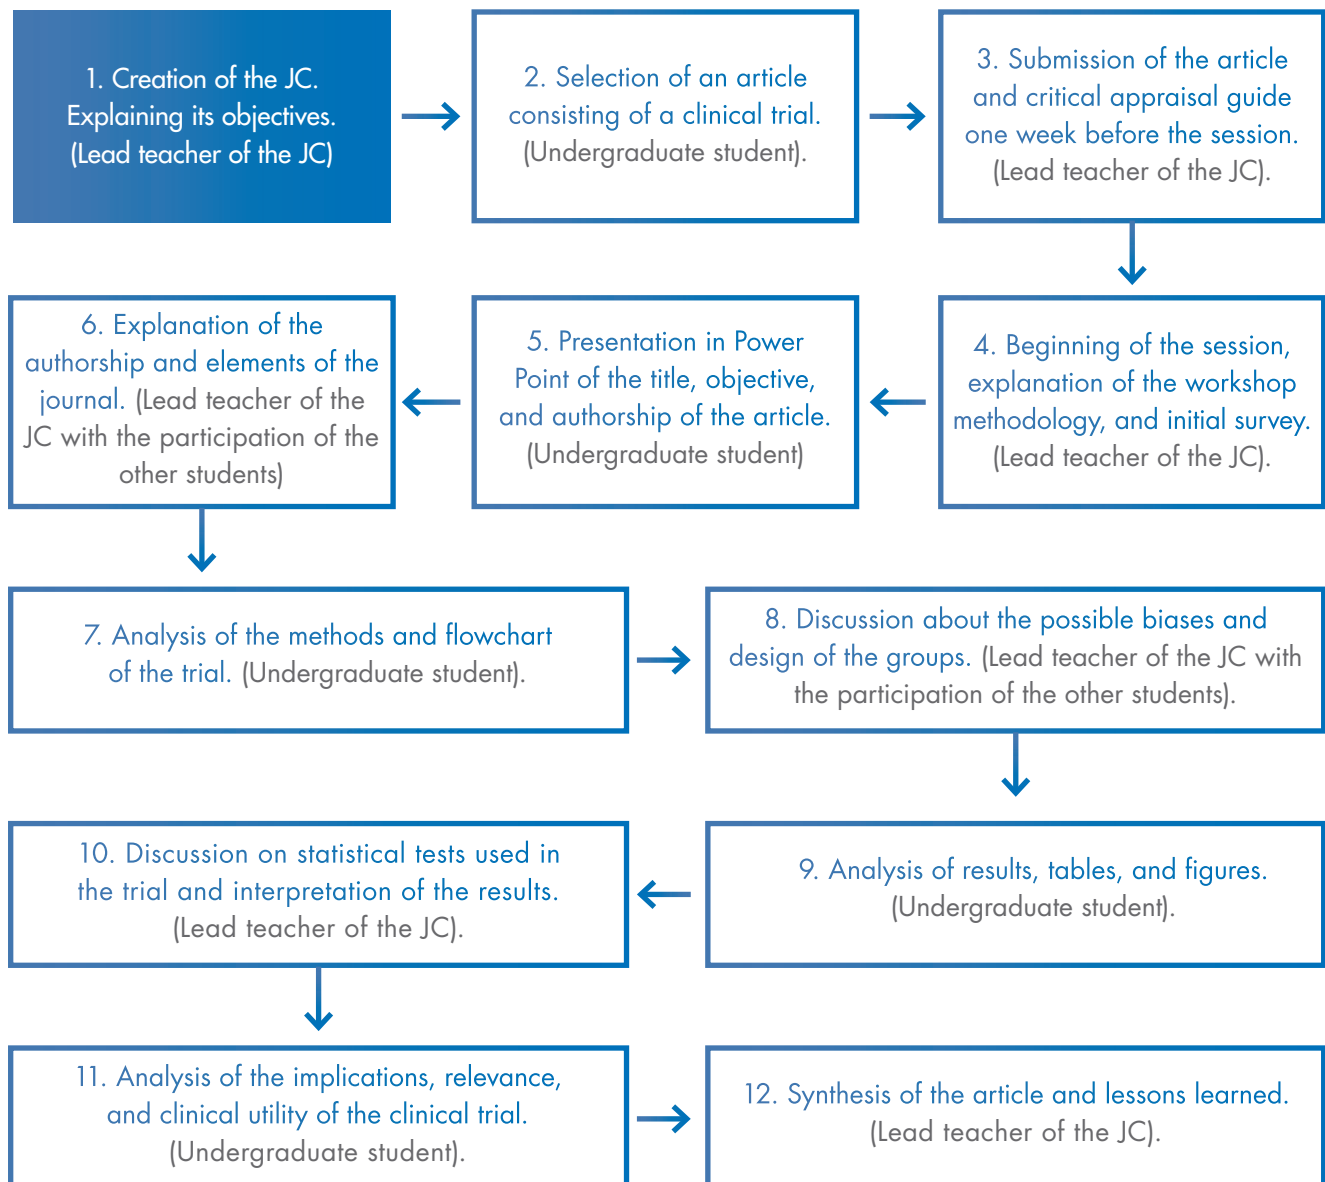 1. Creation of the JC.
Explaining its objectives.
(Lead teacher of the JC)
2. Selection of an article
consisting of a clinical trial.
(Undergraduate student).
3. Submission of the article
and critical appraisal guide
one week before the session.
(Lead teacher of the JC).
4. Beginning of the session,
explanation of the workshop
methodology, and initial survey.
(Lead teacher of the JC).
5. Presentation in Power
Point of the title, objective,
and authorship of the article.
(Undergraduate student)
6. Explanation of the
authorship and elements of the
journal. (Lead teacher of the
JC with the participation of the
other students)
7. Analysis of the methods and flowchart
of the trial. (Undergraduate student).
8. Discussion about the possible biases and
design of the groups. (Lead teacher of the JC with
the participation of the other students).
9. Analysis of results, tables, and figures.
(Undergraduate student).
10. Discussion on statistical tests used in
the trial and interpretation of the results.
(Lead teacher of the JC).
11. Analysis of the implications, relevance,
and clinical utility of the clinical trial.
(Undergraduate student).
12. Synthesis of the article and lessons learned.
(Lead teacher of the JC).